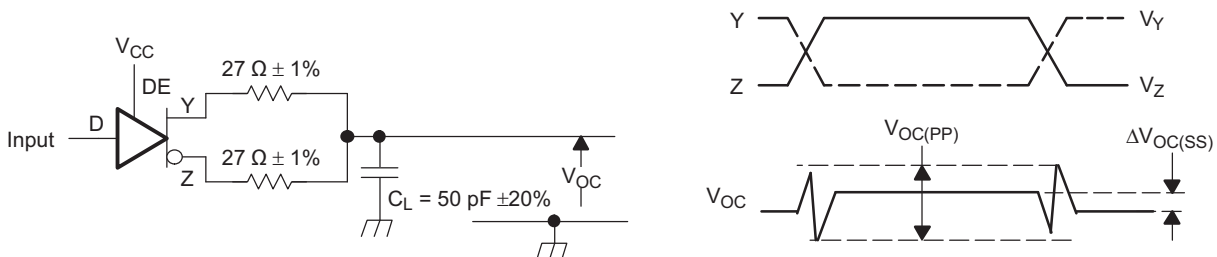 V_CC
DE
27 Ω ± 1%
Y
Input
D
27 Ω ± 1%
Z
V_OC
C_L = 50 pF ±20%
Y
V_Y
Z
V_Z
V_OC(PP)
ΔV_OC(SS)
V_OC